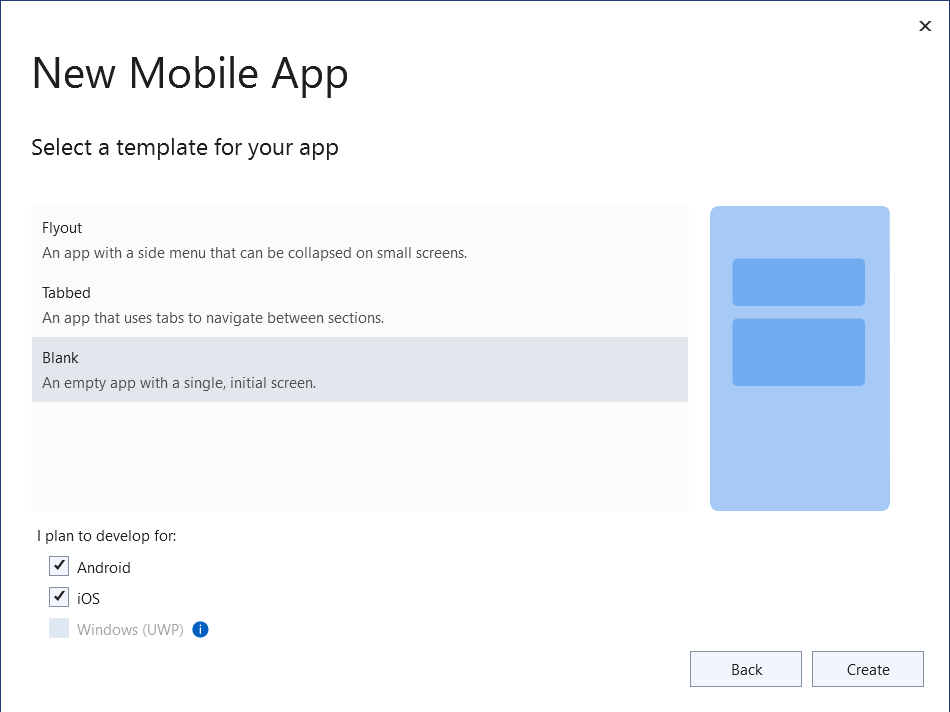 New Mobile App
Select a template for your app
Flyout
An app with a side menu that can be collapsed on small screens.
Tabbed
An app that uses tabs to navigate between sections.
Blank
An empty app with a single, initial screen.
I plan to develop for:
Android
iOS
Windows (UWP)
Back Create